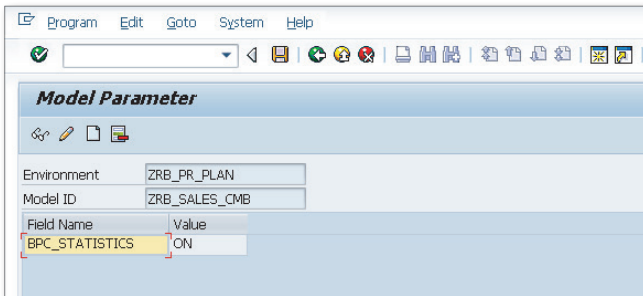 Program Edit Goto System Help
Model Parameter
Environment ZRB_PR_PLAN
Model ID ZRB_SALES_CMB
Field Name Value
BPC_STATISTICS ON